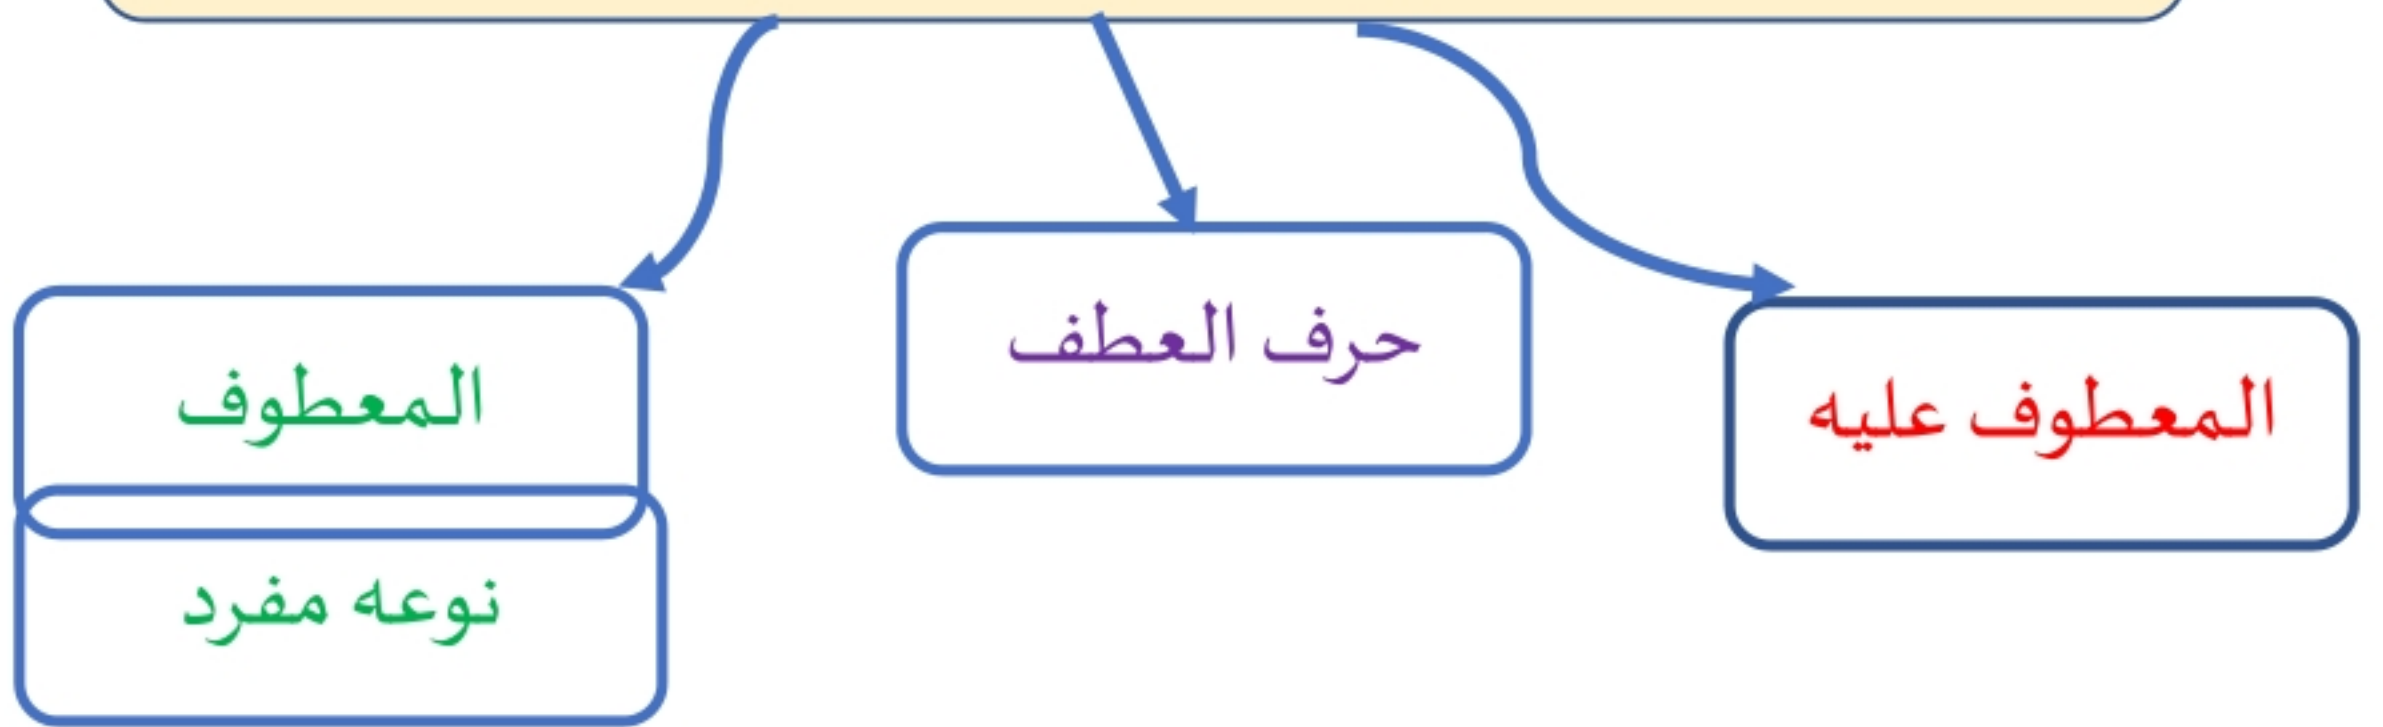 حرف العطف
المعطوف عليه
المعطوف
نوعه مفرد